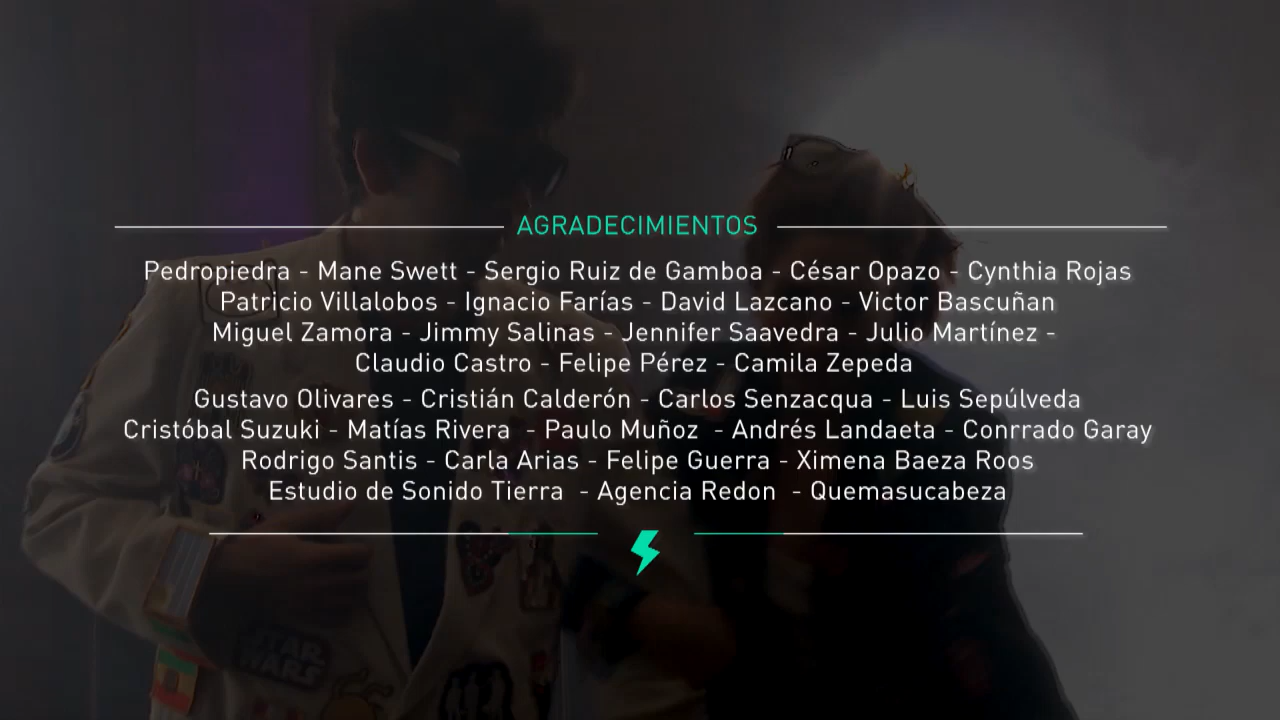 AGRADECIMIENTOS
Pedropiedra - Mane Swett - Sergio Ruiz de Gamboa - César Opazo - Cynthia Rojas
Patricio Villalobos - Ignacio Farías - David Lazcano - Victor Bascuñan
Miguel Zamora - Jimmy Salinas - Jennifer Saavedra - Julio Martínez -
Claudio Castro - Felipe Pérez - Camila Zepeda
Gustavo Olivares - Cristián Calderón - Carlos Senzacqua - Luis Sepúlveda
Cristóbal Suzuki - Matías Rivera - Paulo Muñoz - Andrés Landaeta - Conrrado Garay
Rodrigo Santis - Carla Arias - Felipe Guerra - Ximena Baeza Roos
Estudio de Sonido Tierra - Agencia Redon - Quemasucabeza
STAR
WARS